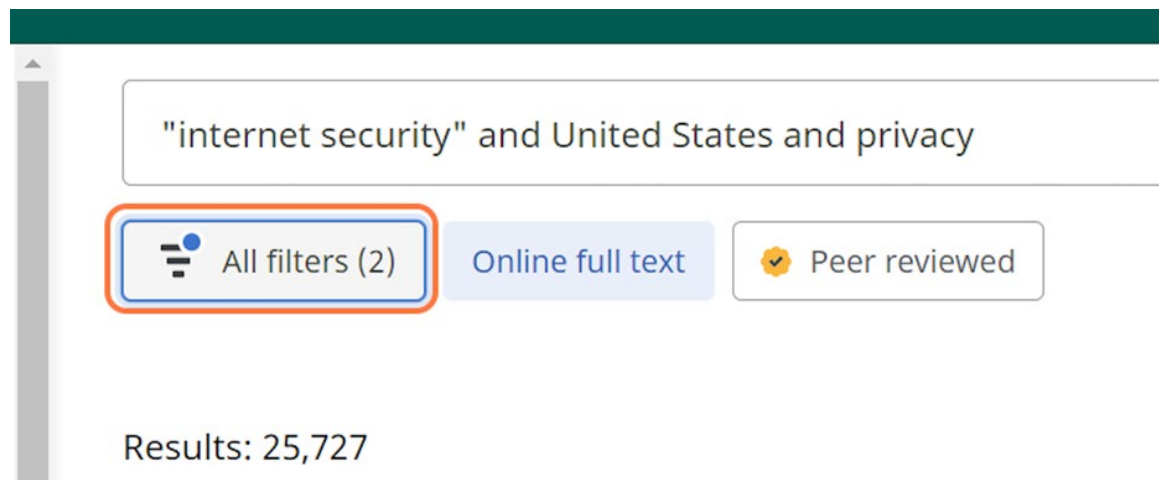 "internet security" and United States and privacy
All filters (2) Online full text Peer reviewed
Results: 25,727